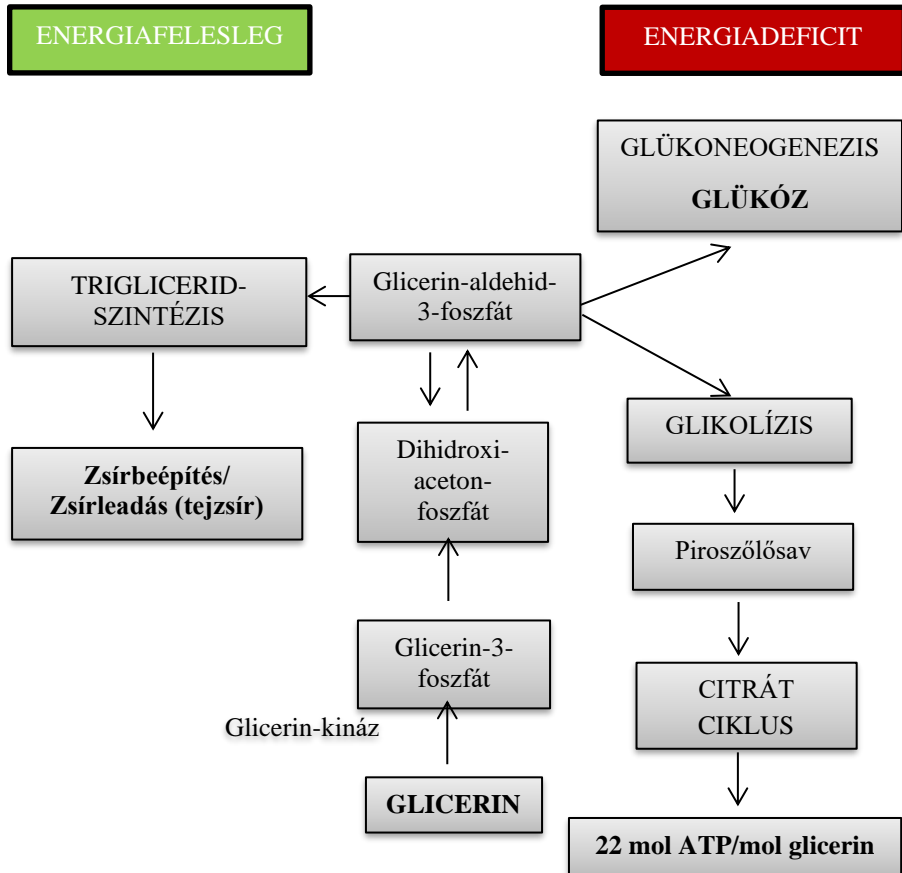 ENERGIAFELESLEG
ENERGIADEFICIT
GLÜKONEOGENEZIS
GLÜKÓZ
TRIGLICERID-
SZINTÉZIS
Glicerin-aldehid-
3-foszfát
GLIKOLÍZIS
Zsírbeépítés/
Zsírleadás (tejzsír)
Dihidroxi-
aceton-
foszfát
Piroszőlősav
Glicerin-3-
foszfát
CITRÁT
CIKLUS
Glicerin-kináz
GLICERIN
22 mol ATP/mol glicerin